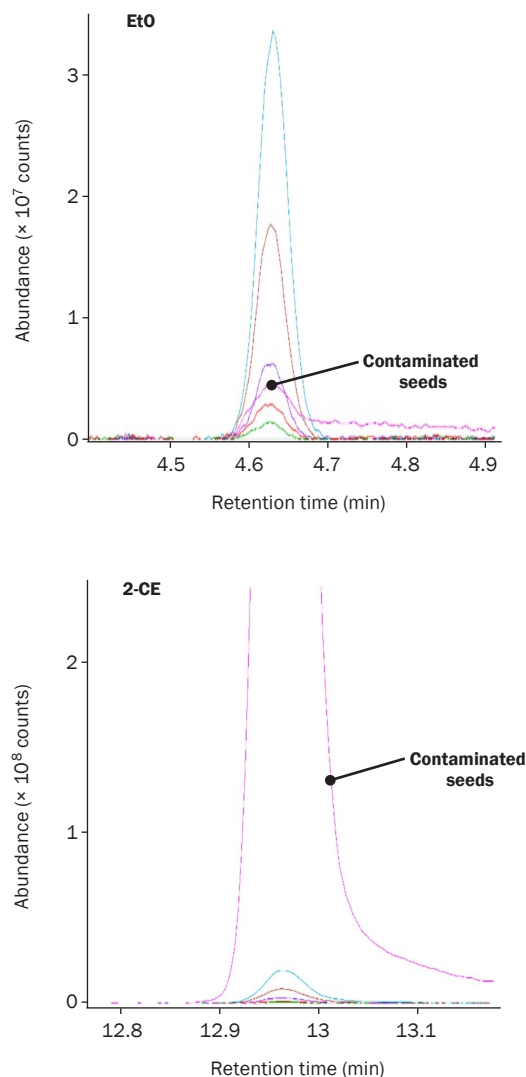 EtO
3
2
1
0
Abundance (× 10⁷ counts)
Contaminated
seeds
4.5 4.6 4.7 4.8 4.9
Retention time (min)
2-CE
2
1
0
Abundance (× 10⁸ counts)
Contaminated
seeds
12.8 12.9 13 13.1
Retention time (min)